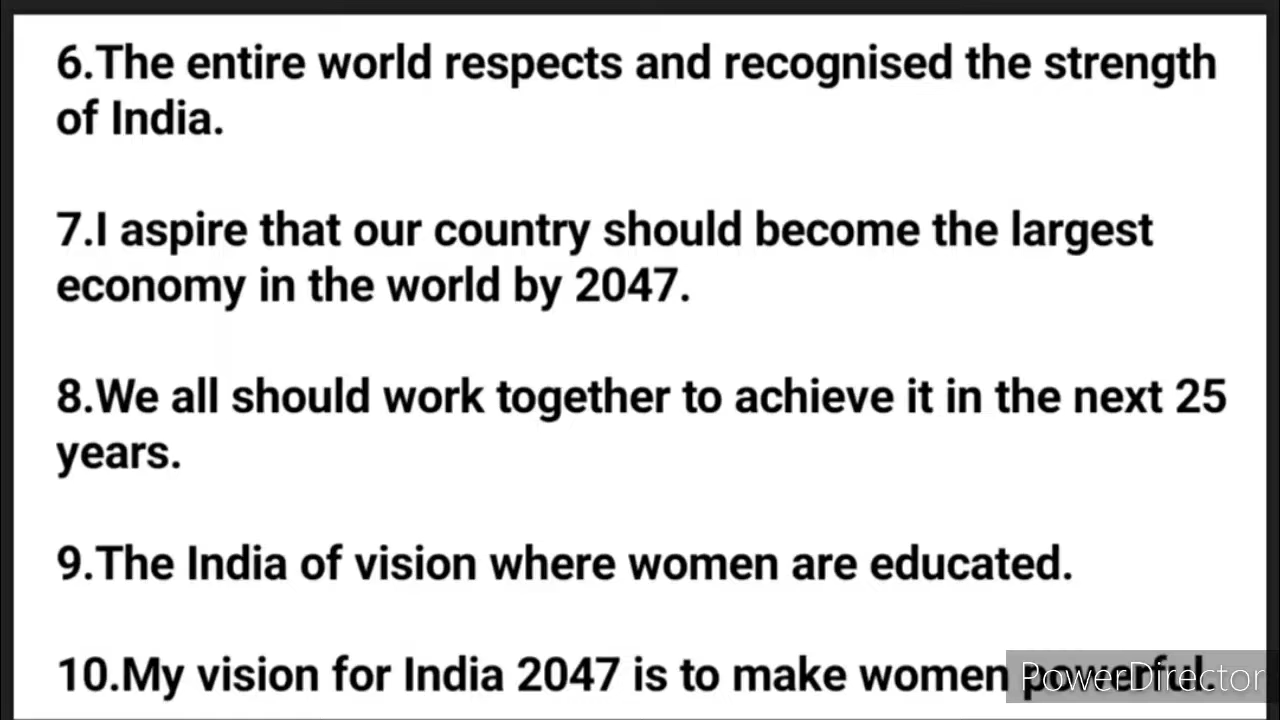 6.The entire world respects and recognised the strength
of India.
7.I aspire that our country should become the largest
economy in the world by 2047.
8.We all should work together to achieve it in the next 25
years.
9.The India of vision where women are educated.
10.My vision for India 2047 is to make women powerful.
PowerDirector